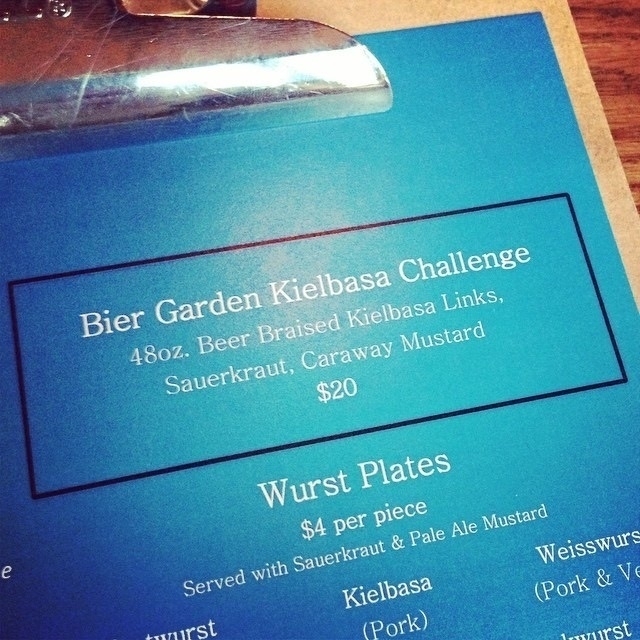 Bier Garden Kielbasa Challenge
48oz. Beer Braised Kielbasa Links,
Sauerkraut, Caraway Mustard
$20
Wurst Plates
$4 per piece
Served with Sauerkraut & Pale Ale Mustard
Kielbasa
(Pork)
(Pork &